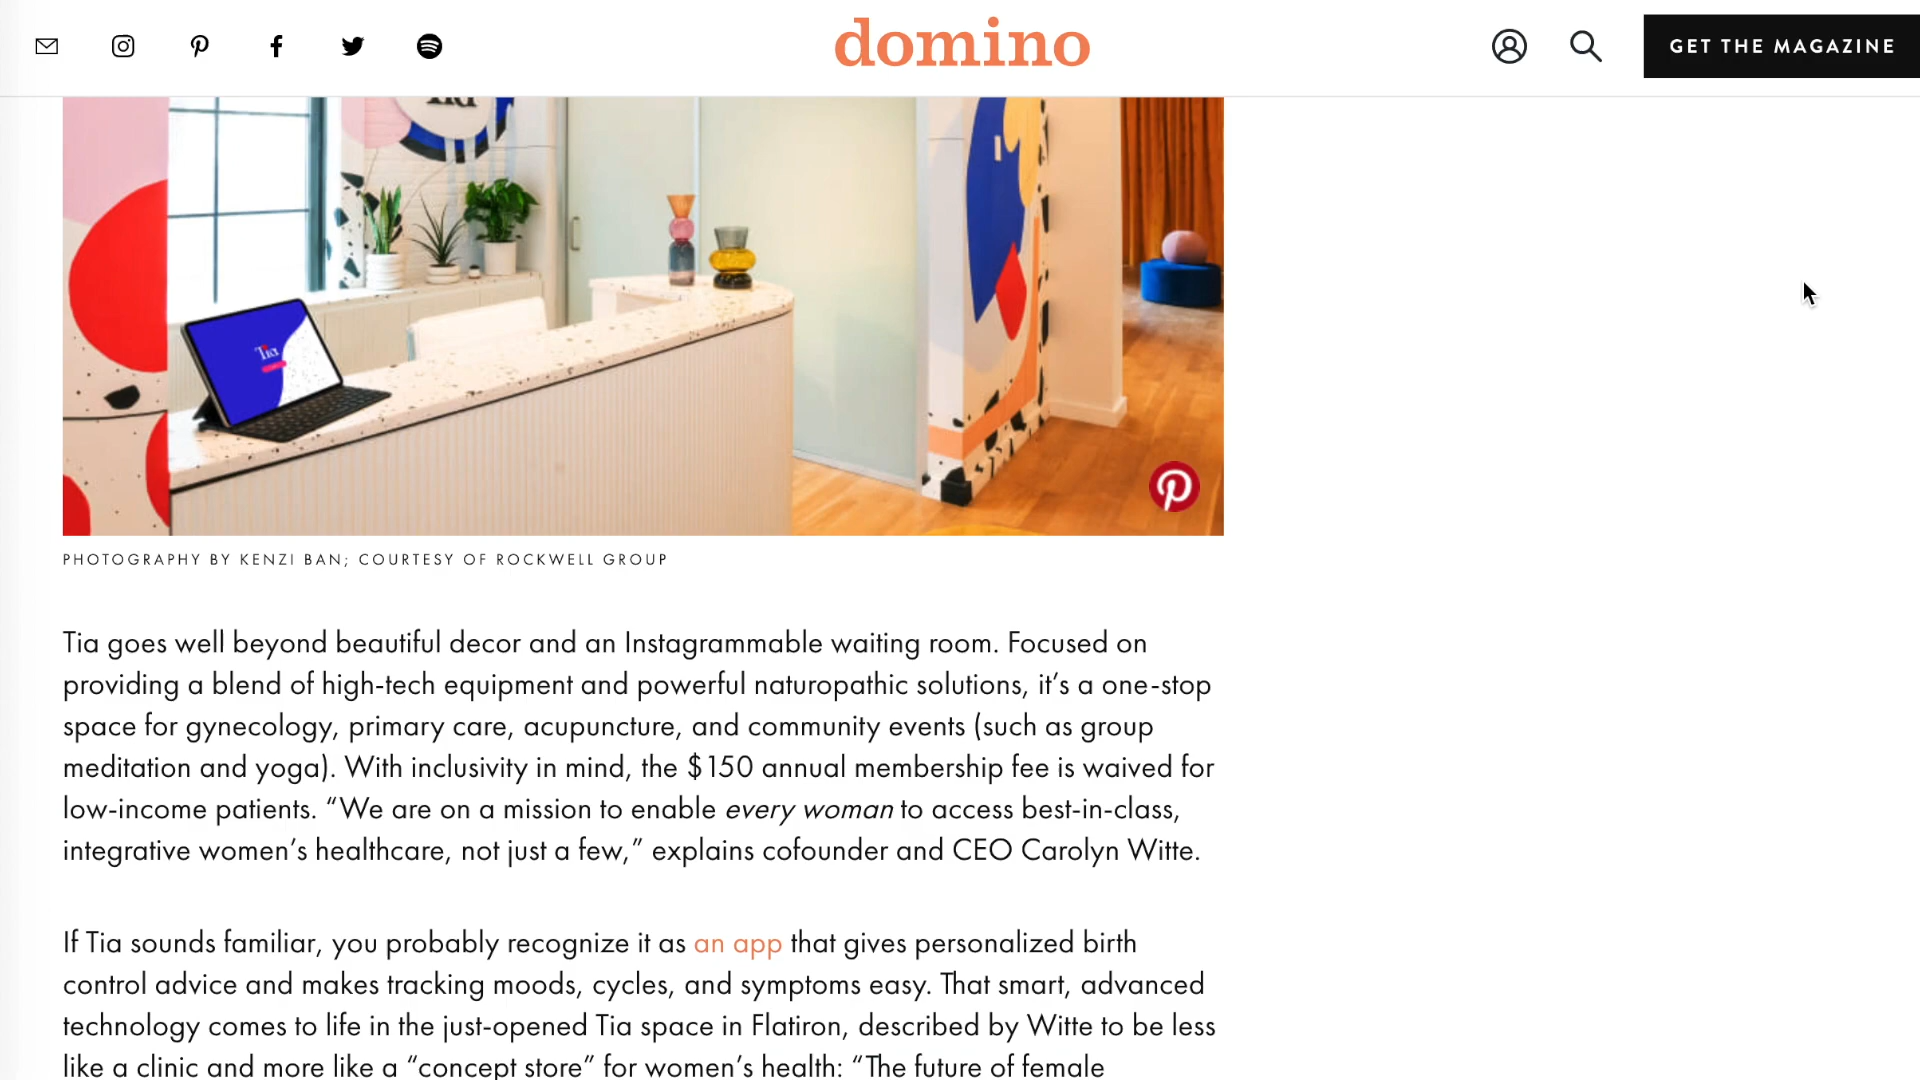 domino
GET THE MAGAZINE
Tia
PHOTOGRAPHY BY KENZI BAN; COURTESY OF ROCKWELL GROUP
Tia goes well beyond beautiful decor and an Instagrammable waiting room. Focused on
providing a blend of high-tech equipment and powerful naturopathic solutions, it’s a one-stop
space for gynecology, primary care, acupuncture, and community events (such as group
meditation and yoga). With inclusivity in mind, the $150 annual membership fee is waived for
low-income patients. “We are on a mission to enable every woman to access best-in-class,
integrative women’s healthcare, not just a few,” explains cofounder and CEO Carolyn Witte.
If Tia sounds familiar, you probably recognize it as an app that gives personalized birth
control advice and makes tracking moods, cycles, and symptoms easy. That smart, advanced
technology comes to life in the just-opened Tia space in Flatiron, described by Witte to be less
like a clinic and more like a “concept store” for women’s health: “The future of female